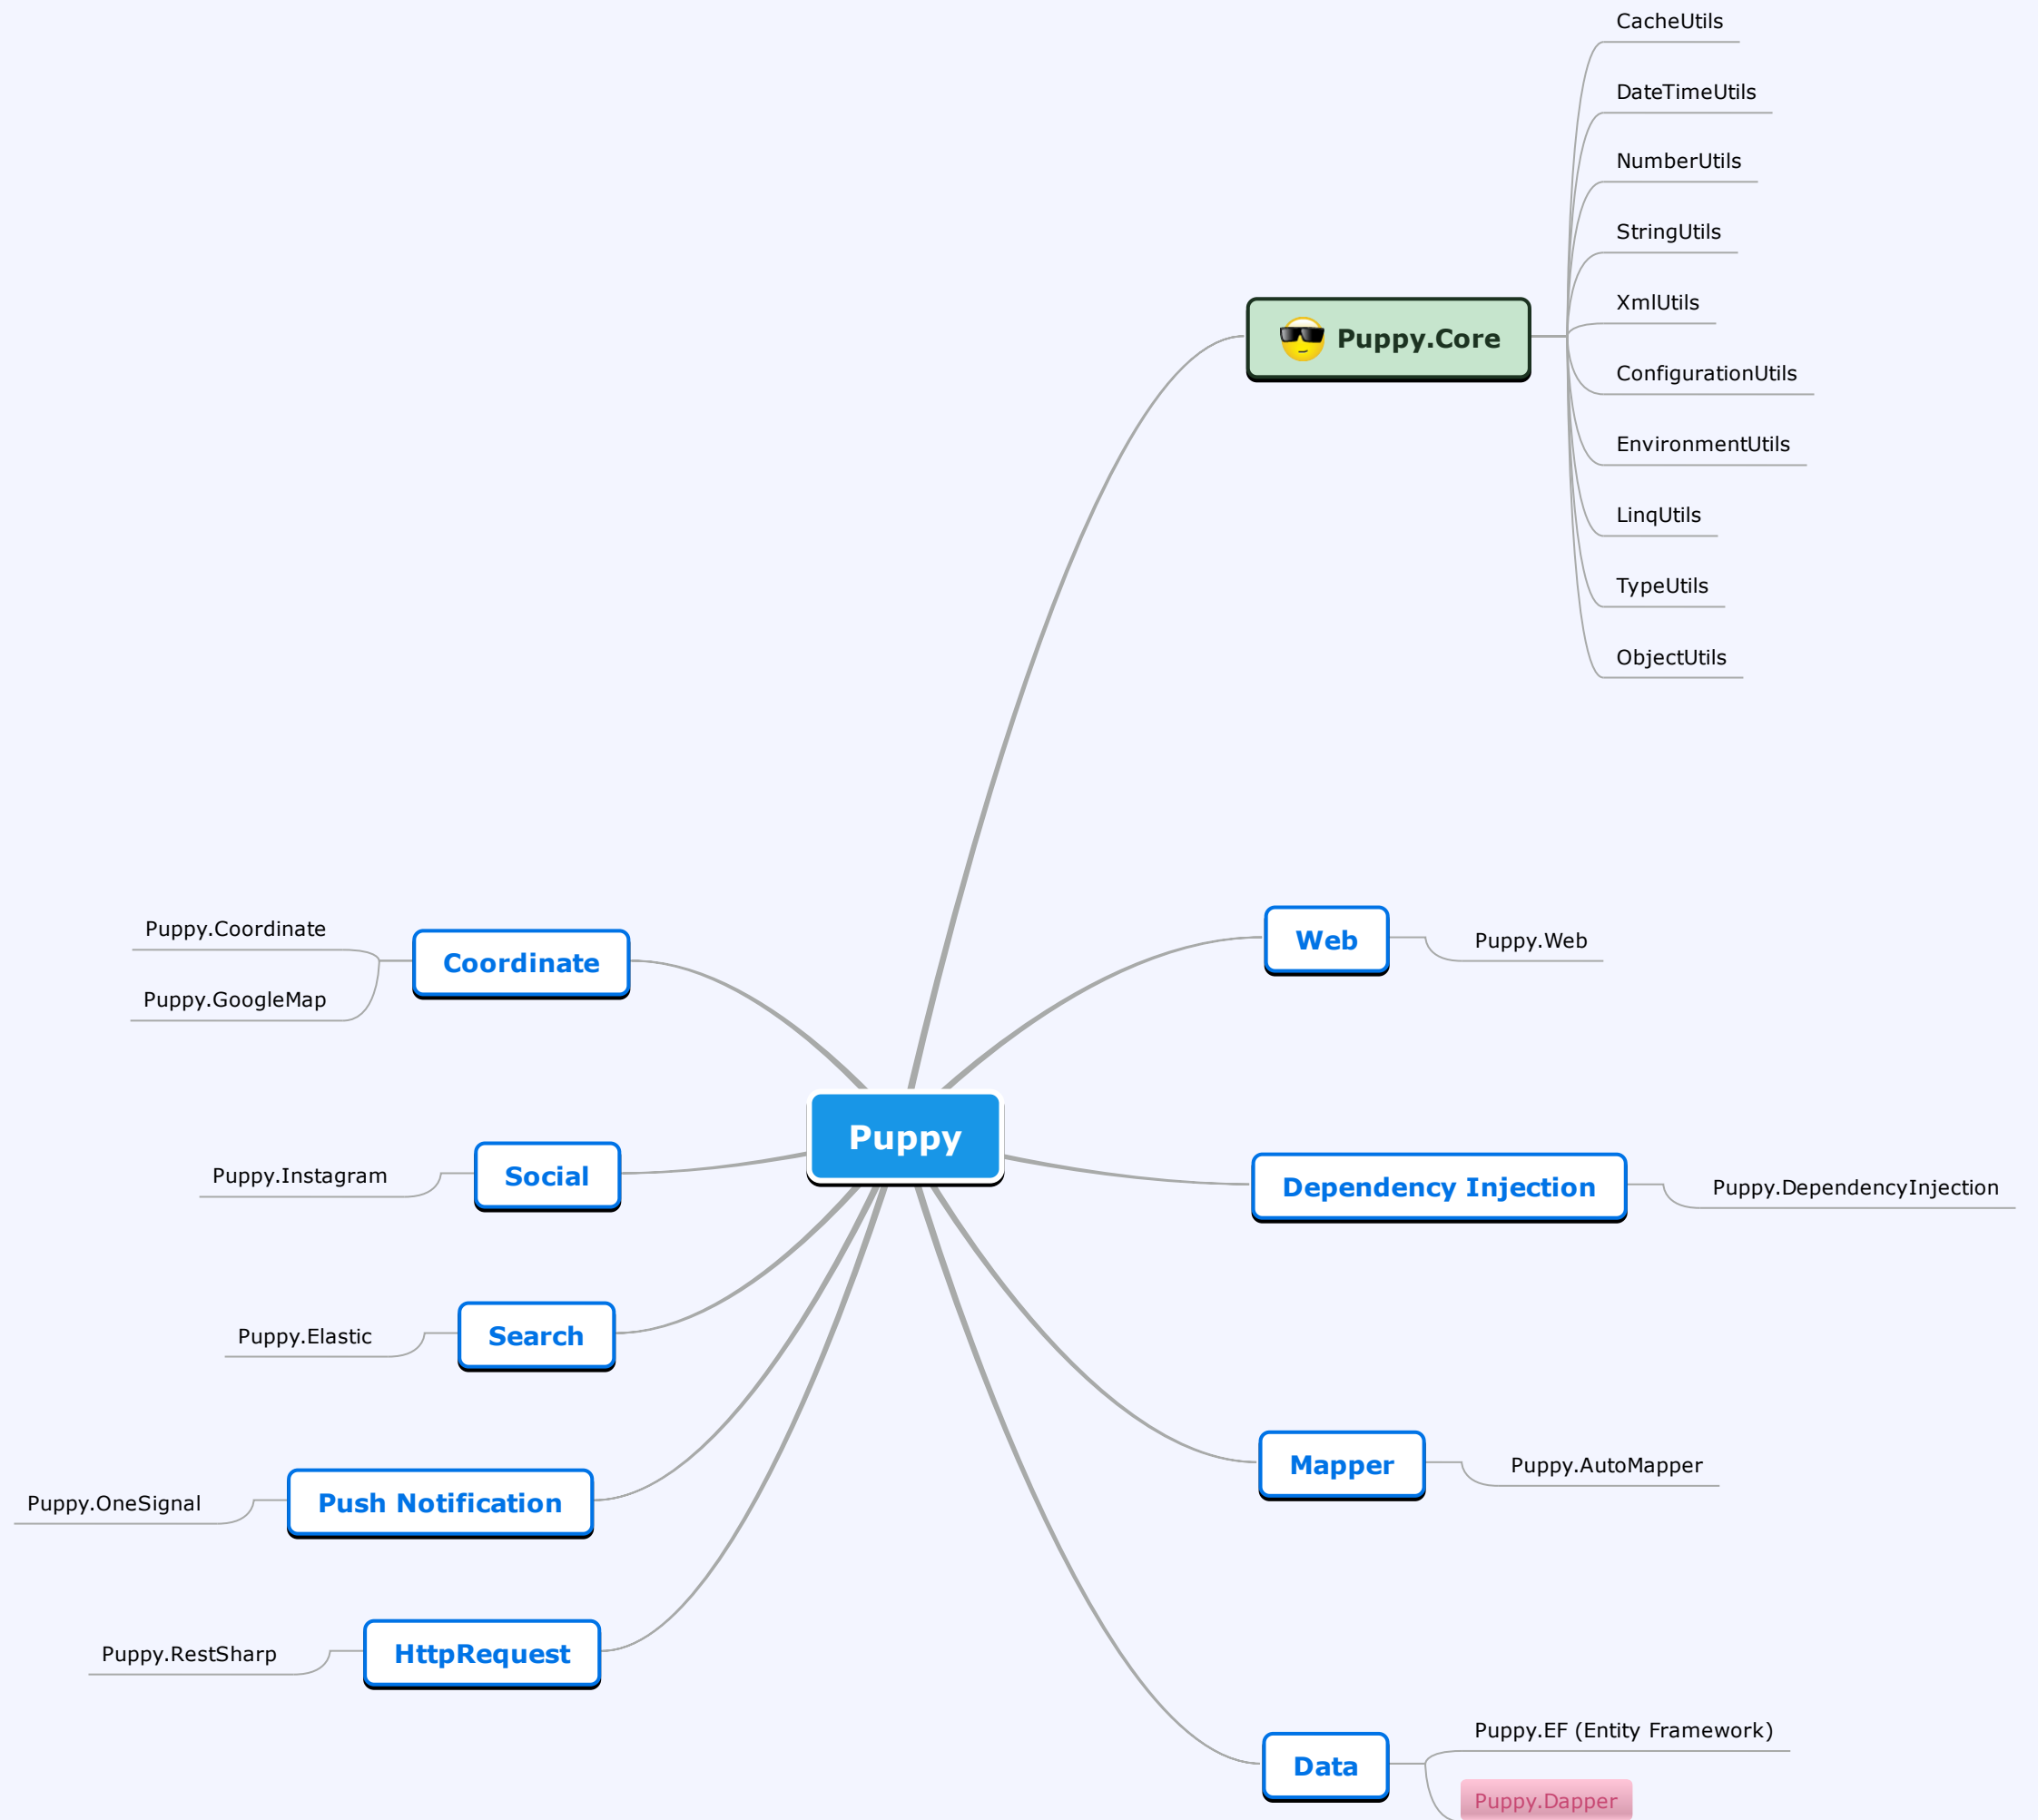 CacheUtils
DateTimeUtils
NumberUtils
StringUtils
XmlUtils
Puppy.Core
ConfigurationUtils
EnvironmentUtils
LinqUtils
TypeUtils
ObjectUtils
Puppy.Coordinate
Coordinate
Puppy.GoogleMap
Web
Puppy.Web
Puppy
Puppy.Instagram
Social
Dependency Injection
Puppy.DependencyInjection
Puppy.Elastic
Search
Mapper
Puppy.AutoMapper
Puppy.OneSignal
Push Notification
Puppy.RestSharp
HttpRequest
Puppy.EF (Entity Framework)
Data
Puppy.Dapper